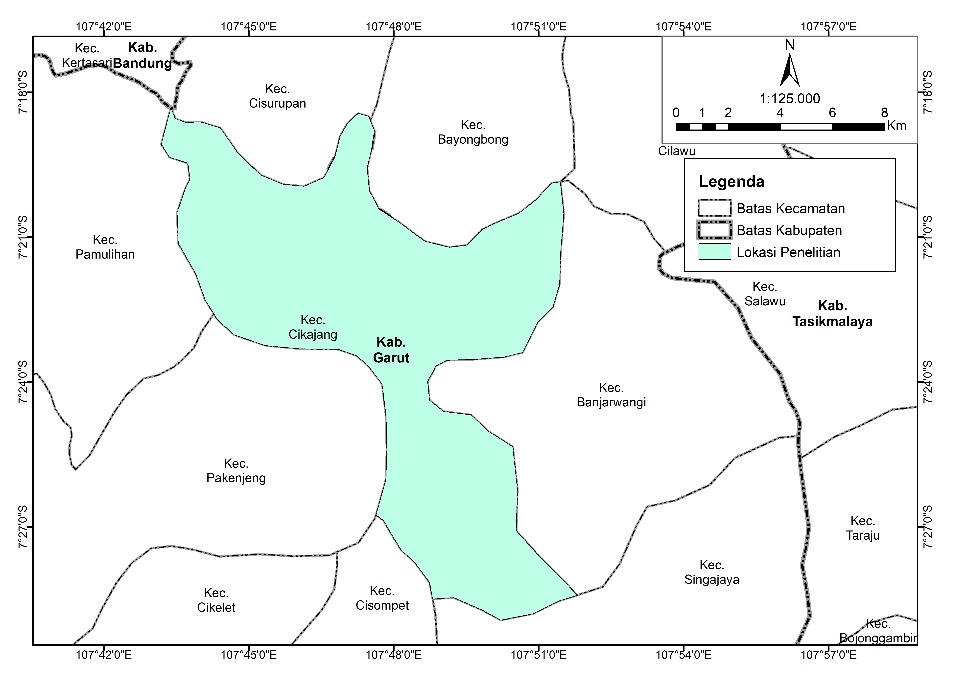 107°42'0"E 107°45'0"E 107°48'0"E 107°51'0"E 107°54'0"E 107°57'0"E
Kec.
Kertasari
Kab.
Bandung
N
1:125.000
0 1 2 4 6 8
Km
7°18'0"S
7°18'0"S
Kec.
Cisurupan
Kec.
Bayongbong
Cilawu
Legenda
Batas Kecamatan
Batas Kabupaten
Lokasi Penelitian
7°21'0"S
7°21'0"S
Kec.
Pamulihan
Kec.
Salawu
Kab.
Tasikmalaya
Kec.
Cikajang
Kab.
Garut
7°24'0"S
7°24'0"S
Kec.
Banjarwangi
Kec.
Pakenjeng
7°27'0"S
7°27'0"S
Kec.
Taraju
Kec.
Singajaya
Kec.
Cikelet
Kec.
Cisompet
Kec.
Bojonggambir
107°42'0"E 107°45'0"E 107°48'0"E 107°51'0"E 107°54'0"E 107°57'0"E